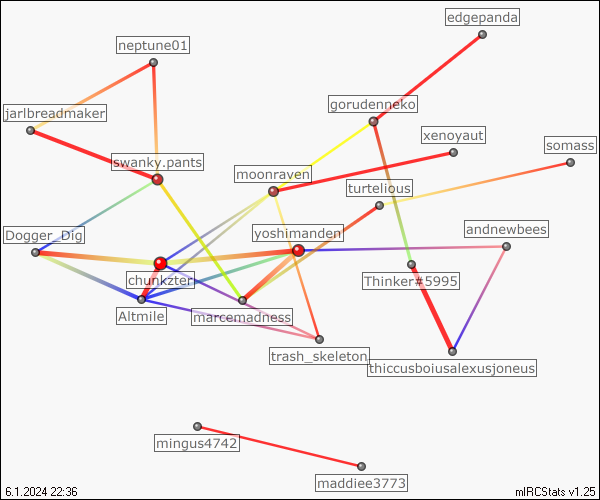 edgepanda
neptune01
gorudenneko
jarlbreadmaker
xenoyaut
somass
swanky.pants
moonraven
turtelious
andnewbees
Dogger_Dig
yoshimanden
chunkzter
Thinker#5995
Altmile
marcemadness
trash_skeleton
thiccusboiusalexusjoneus
mingus4742
maddiee3773
6.1.2024 22:36
mIRCStats v1.25